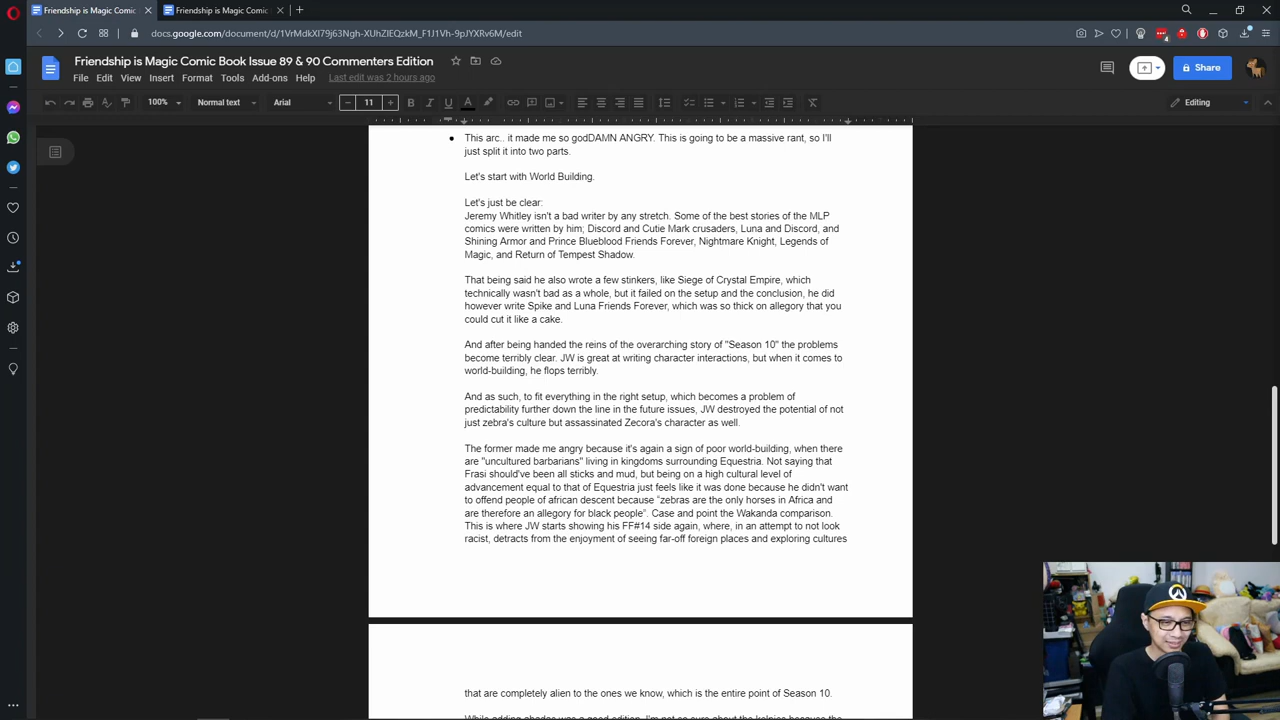 Friendship is Magic Comic
Friendship is Magic Comic
docs.google.com/document/d/1VrMdkXl79j63Ngh-XUhZlEQzkM_F1J1Vh-9pJYXRv6M/edit
Friendship is Magic Comic Book Issue 89 & 90 Commenters Edition
File Edit View Insert Format Tools Add-ons Help Last edit was 2 hours ago
Share
100% Normal text Arial 11 Editing
This arc.. it made me so godDAMN ANGRY. This is going to be a massive rant, so I'll
just split it into two parts.
Let's start with World Building.
Let's just be clear:
Jeremy Whitley isn't a bad writer by any stretch. Some of the best stories of the MLP
comics were written by him; Discord and Cutie Mark crusaders, Luna and Discord, and
Shining Armor and Prince Blueblood Friends Forever, Nightmare Knight, Legends of
Magic, and Return of Tempest Shadow.
That being said he also wrote a few stinkers, like Siege of Crystal Empire, which
technically wasn't bad as a whole, but it failed on the setup and the conclusion, he did
however write Spike and Luna Friends Forever, which was so thick on allegory that you
could cut it like a cake.
And after being handed the reins of the overarching story of "Season 10" the problems
become terribly clear. JW is great at writing character interactions, but when it comes to
world-building, he flops terribly.
And as such, to fit everything in the right setup, which becomes a problem of
predictability further down the line in the future issues, JW destroyed the potential of not
just zebra's culture but assassinated Zecora's character as well.
The former made me angry because it's again a sign of poor world-building, when there
are "uncultured barbarians" living in kingdoms surrounding Equestria. Not saying that
Frasi should've been all sticks and mud, but being on a high cultural level of
advancement equal to that of Equestria just feels like it was done because he didn't want
to offend people of african descent because "zebras are the only horses in Africa and
are therefore an allegory for black people". Case and point the Wakanda comparison.
This is where JW starts showing his FF#14 side again, where, in an attempt to not look
racist, detracts from the enjoyment of seeing far-off foreign places and exploring cultures
that are completely alien to the ones we know, which is the entire point of Season 10.
While adding abadas was a good edition, I'm not so sure about the kelpies because the